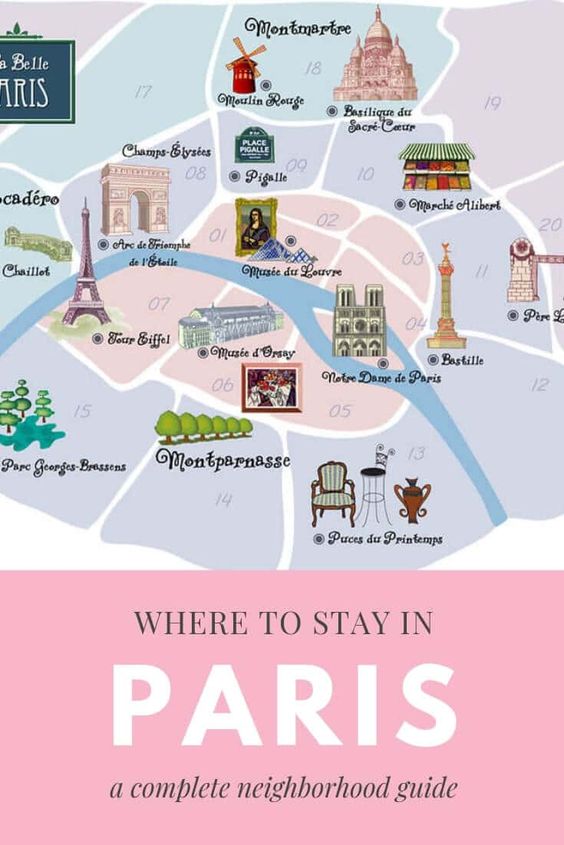 Montmartre
a Belle
ARIS
17
18
19
Moulin Rouge
Basilique du
Sacré-Cœur
PLACE
PIGALLE
Champs-Élysées
08
09
10
Pigalle
Marché Alibert
ocadéro
Arc de Triomphe
de l'Étoile
01
02
03
20
Chaillot
Musée du Louvre
11
07
04
Père L
Tour Eiffel
Musée d'Orsay
Bastille
Notre Dame de Paris
06
05
12
15
Parc Georges-Brassens
Montparnasse
13
14
Puces du Printemps
WHERE TO STAY IN
PARIS
a complete neighborhood guide